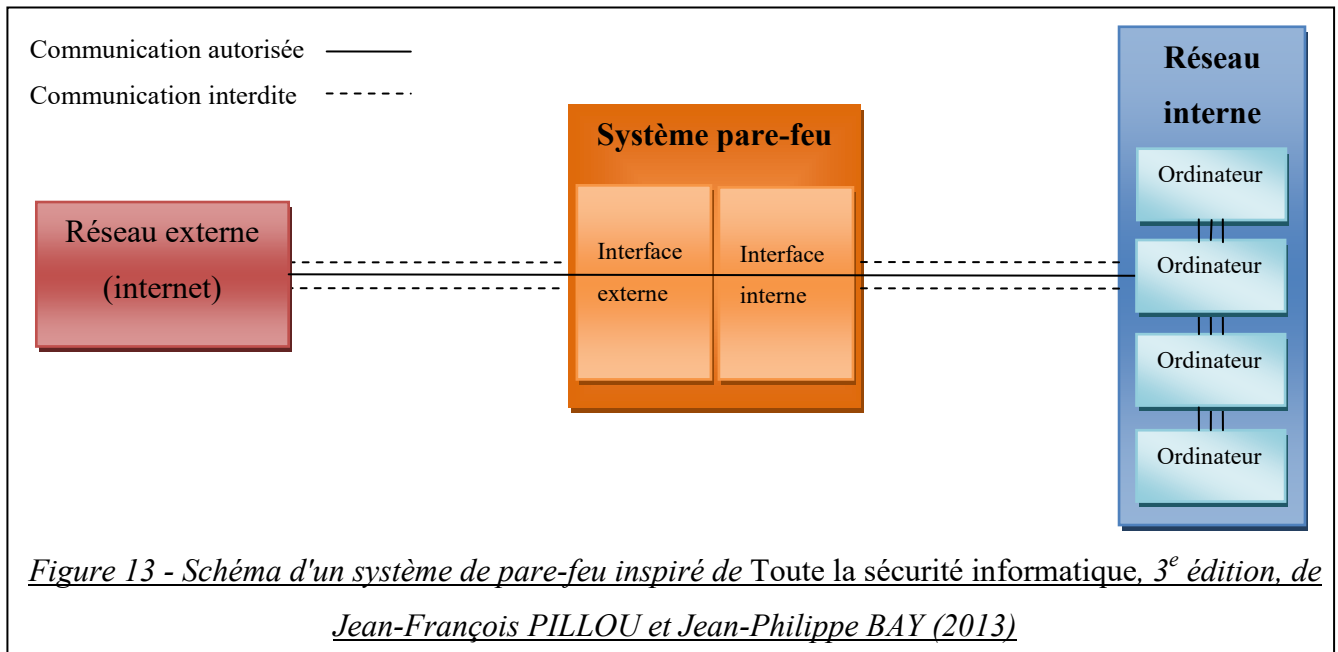 Communication autorisée
Communication interdite
Réseau
interne
Système pare-feu
Ordinateur
Réseau externe
(internet)
Interface
externe
Interface
interne
Ordinateur
Ordinateur
Ordinateur
Figure 13 - Schéma d'un système de pare-feu inspiré de Toute la sécurité informatique, 3e édition, de
Jean-François PILLOU et Jean-Philippe BAY (2013)